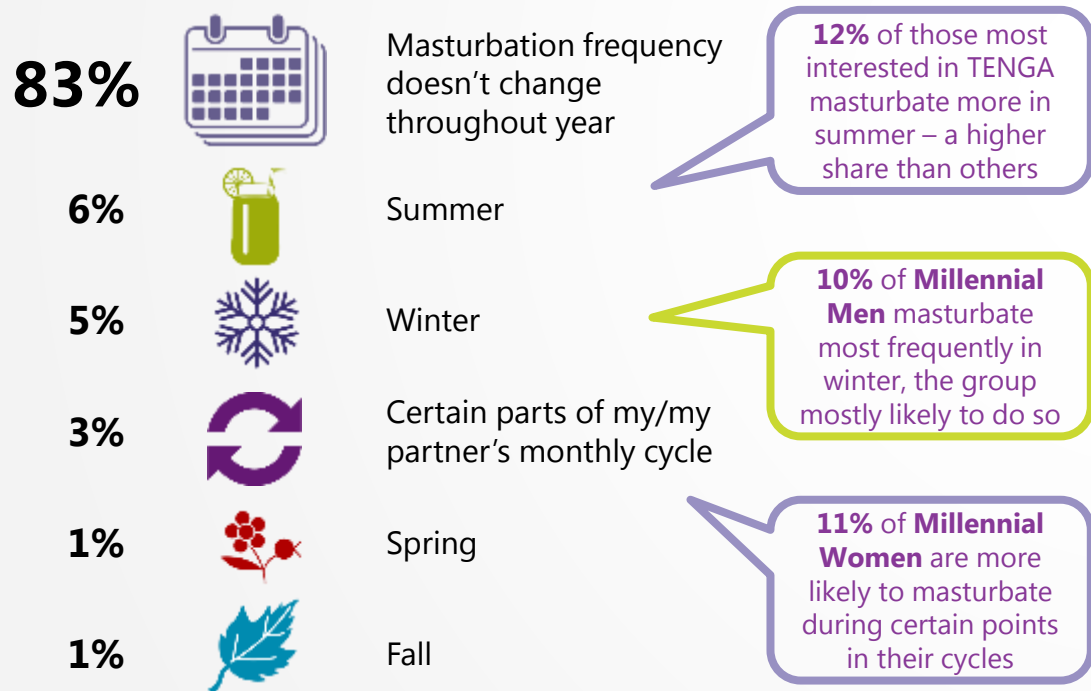 83%
Masturbation frequency
doesn't change
throughout year
12% of those most
interested in TENGA
masturbate more in
summer – a higher
share than others
6%
Summer
5%
Winter
10% of Millennial
Men masturbate
most frequently in
winter, the group
mostly likely to do so
3%
Certain parts of my/my
partner's monthly cycle
1%
Spring
11% of Millennial
Women are more
likely to masturbate
during certain points
in their cycles
1%
Fall